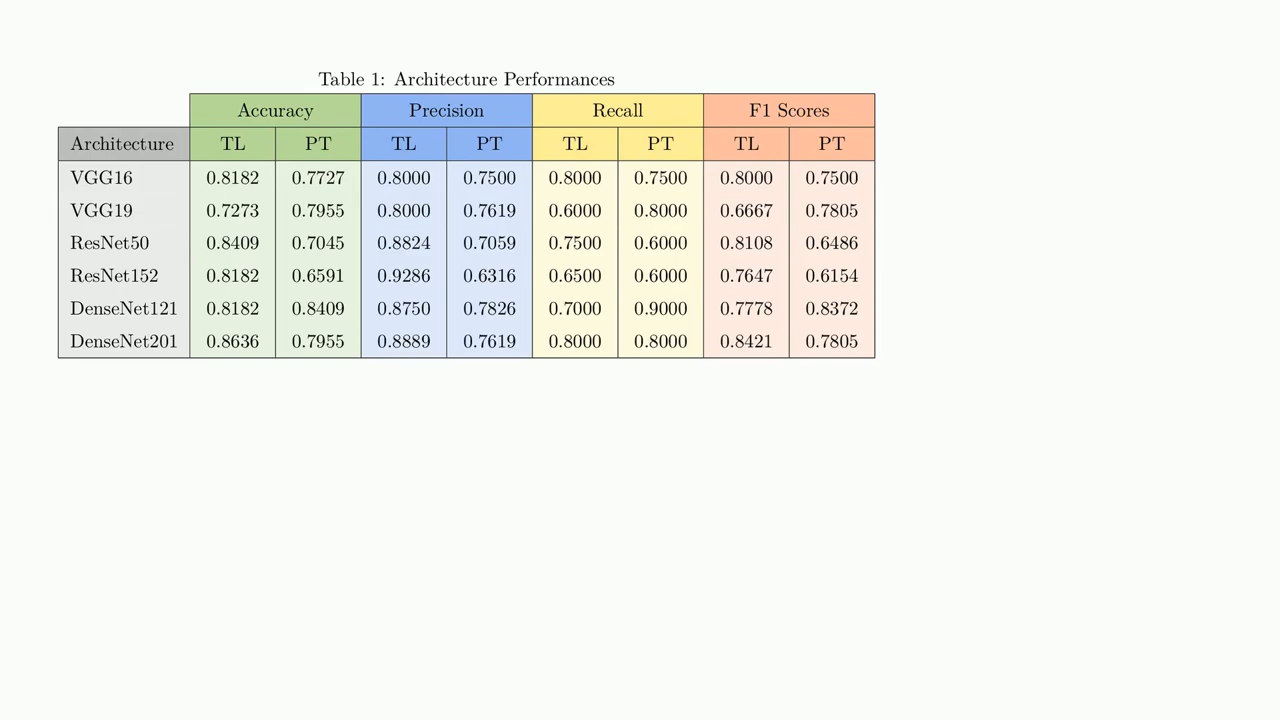 Table 1: Architecture Performances
Accuracy Precision Recall F1 Scores
Architecture TL PT TL PT TL PT TL PT
VGG16 0.8182 0.7727 0.8000 0.7500 0.8000 0.7500 0.8000 0.7500
VGG19 0.7273 0.7955 0.8000 0.7619 0.6000 0.8000 0.6667 0.7805
ResNet50 0.8409 0.7045 0.8824 0.7059 0.7500 0.6000 0.8108 0.6486
ResNet152 0.8182 0.6591 0.9286 0.6316 0.6500 0.6000 0.7647 0.6154
DenseNet121 0.8182 0.8409 0.8750 0.7826 0.7000 0.9000 0.7778 0.8372
DenseNet201 0.8636 0.7955 0.8889 0.7619 0.8000 0.8000 0.8421 0.7805